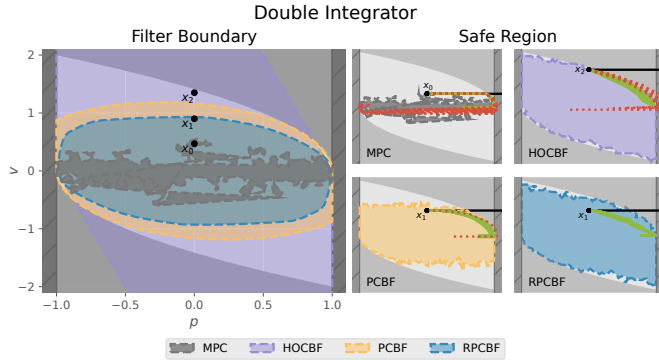 Double Integrator
Filter Boundary
Safe Region
2
1
0
−1
−2
v
−1.0
−0.5
0.0
0.5
1.0
p
x₂
x₁
x₀
x₀
MPC
x₂
HOCBF
x₁
PCBF
x₁
RPCBF
MPC
HOCBF
PCBF
RPCBF